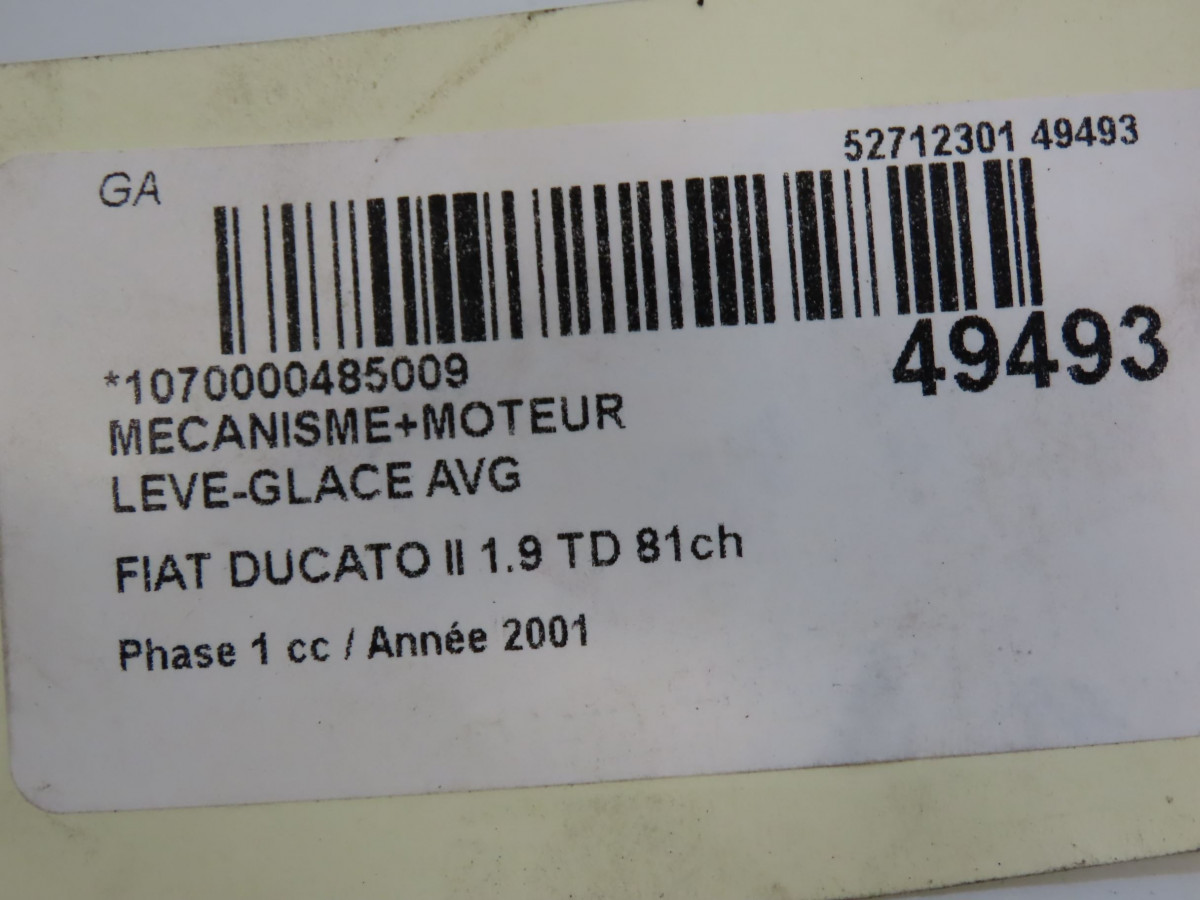 GA
52712301 49493
49493
*1070000485009
MECANISME+MOTEUR
LEVE-GLACE AVG
FIAT DUCATO II 1.9 TD 81ch
Phase 1 cc / Année 2001